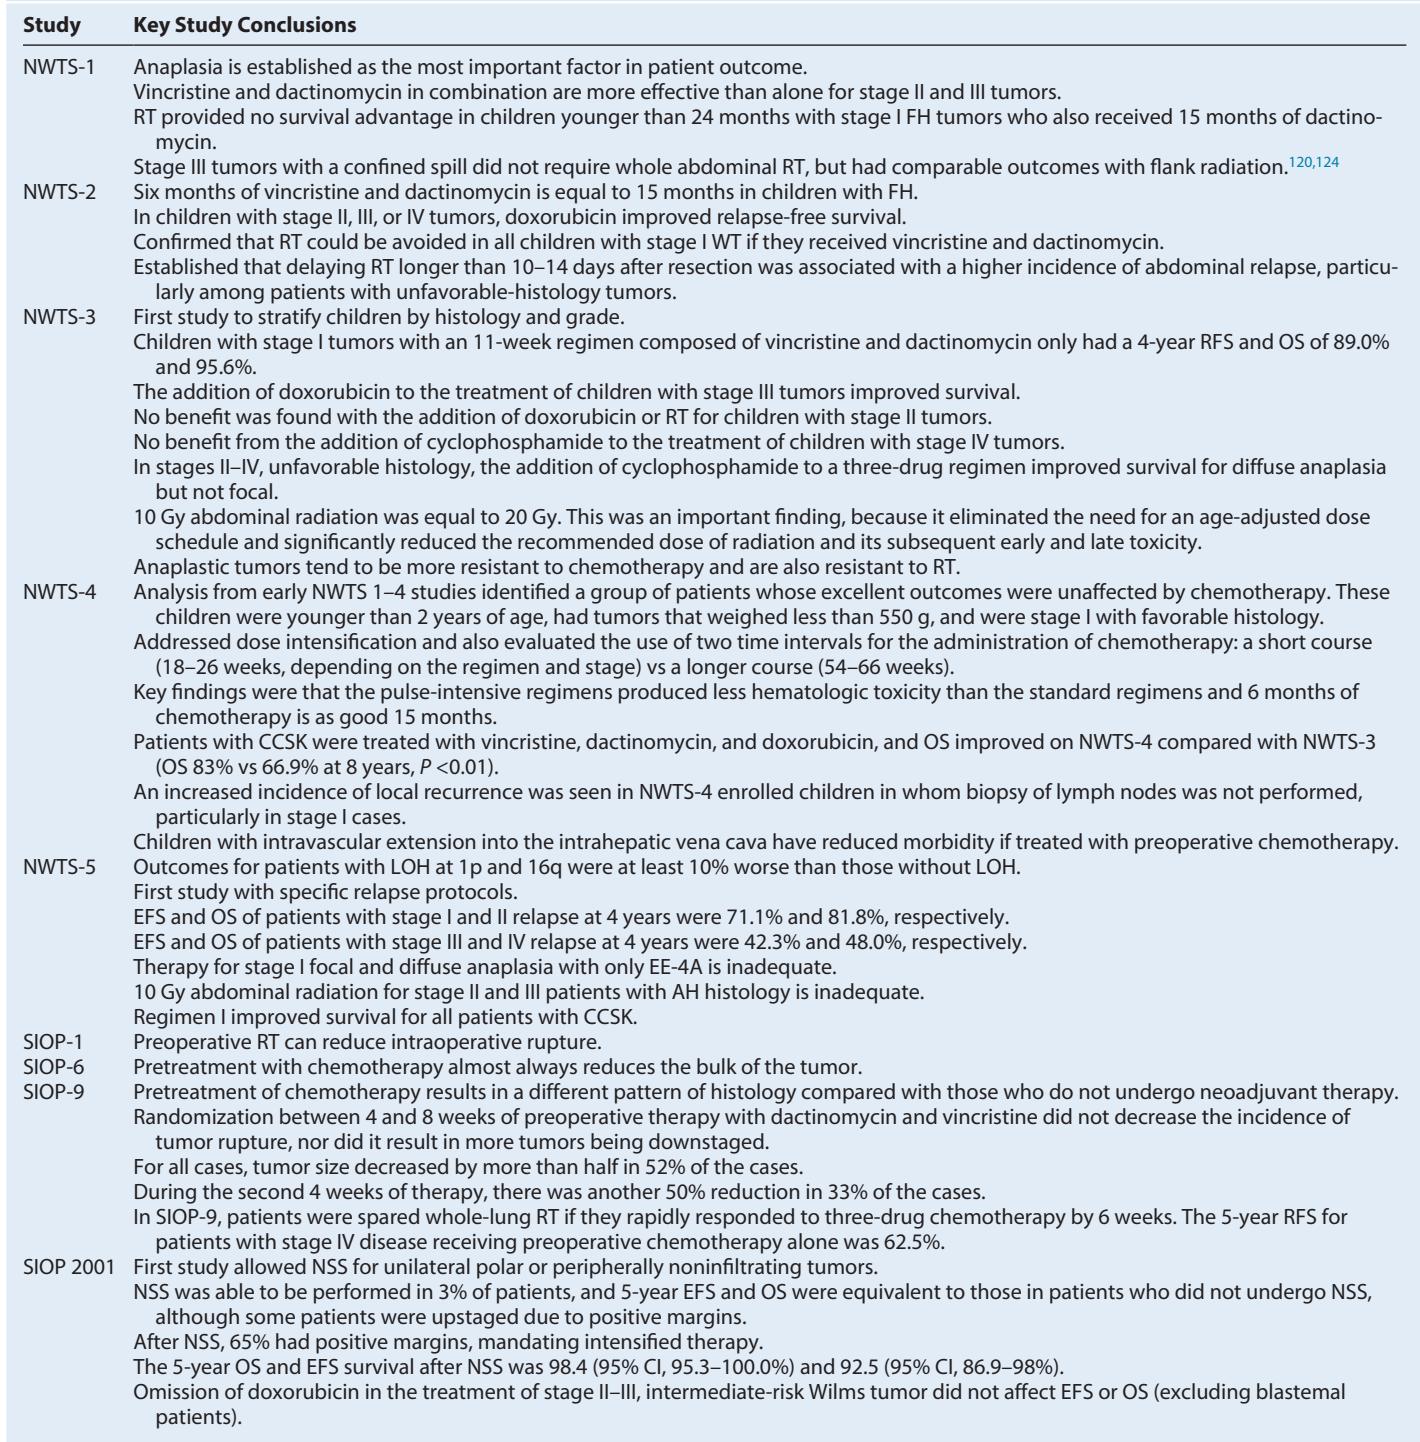 Study Key Study Conclusions
NWTS-1 Anaplasia is established as the most important factor in patient outcome.
Vincristine and dactinomycin in combination are more effective than alone for stage II and III tumors.
RT provided no survival advantage in children younger than 24 months with stage I FH tumors who also received 15 months of dactino-
mycin.
Stage III tumors with a confined spill did not require whole abdominal RT, but had comparable outcomes with flank radiation.120,124
NWTS-2 Six months of vincristine and dactinomycin is equal to 15 months in children with FH.
In children with stage II, III, or IV tumors, doxorubicin improved relapse-free survival.
Confirmed that RT could be avoided in all children with stage I WT if they received vincristine and dactinomycin.
Established that delaying RT longer than 10–14 days after resection was associated with a higher incidence of abdominal relapse, particu-
larly among patients with unfavorable-histology tumors.
NWTS-3 First study to stratify children by histology and grade.
Children with stage I tumors with an 11-week regimen composed of vincristine and dactinomycin only had a 4-year RFS and OS of 89.0%
and 95.6%.
The addition of doxorubicin to the treatment of children with stage III tumors improved survival.
No benefit was found with the addition of doxorubicin or RT for children with stage II tumors.
No benefit from the addition of cyclophosphamide to the treatment of children with stage IV tumors.
In stages II–IV, unfavorable histology, the addition of cyclophosphamide to a three-drug regimen improved survival for diffuse anaplasia
but not focal.
10 Gy abdominal radiation was equal to 20 Gy. This was an important finding, because it eliminated the need for an age-adjusted dose
schedule and significantly reduced the recommended dose of radiation and its subsequent early and late toxicity.
Anaplastic tumors tend to be more resistant to chemotherapy and are also resistant to RT.
NWTS-4 Analysis from early NWTS 1–4 studies identified a group of patients whose excellent outcomes were unaffected by chemotherapy. These
children were younger than 2 years of age, had tumors that weighed less than 550 g, and were stage I with favorable histology.
Addressed dose intensification and also evaluated the use of two time intervals for the administration of chemotherapy: a short course
(18–26 weeks, depending on the regimen and stage) vs a longer course (54–66 weeks).
Key findings were that the pulse-intensive regimens produced less hematologic toxicity than the standard regimens and 6 months of
chemotherapy is as good 15 months.
Patients with CCSK were treated with vincristine, dactinomycin, and doxorubicin, and OS improved on NWTS-4 compared with NWTS-3
(OS 83% vs 66.9% at 8 years, P <0.01).
An increased incidence of local recurrence was seen in NWTS-4 enrolled children in whom biopsy of lymph nodes was not performed,
particularly in stage I cases.
Children with intravascular extension into the intrahepatic vena cava have reduced morbidity if treated with preoperative chemotherapy.
NWTS-5 Outcomes for patients with LOH at 1p and 16q were at least 10% worse than those without LOH.
First study with specific relapse protocols.
EFS and OS of patients with stage I and II relapse at 4 years were 71.1% and 81.8%, respectively.
EFS and OS of patients with stage III and IV relapse at 4 years were 42.3% and 48.0%, respectively.
Therapy for stage I focal and diffuse anaplasia with only EE-4A is inadequate.
10 Gy abdominal radiation for stage II and III patients with AH histology is inadequate.
Regimen I improved survival for all patients with CCSK.
SIOP-1 Preoperative RT can reduce intraoperative rupture.
SIOP-6 Pretreatment with chemotherapy almost always reduces the bulk of the tumor.
SIOP-9 Pretreatment of chemotherapy results in a different pattern of histology compared with those who do not undergo neoadjuvant therapy.
Randomization between 4 and 8 weeks of preoperative therapy with dactinomycin and vincristine did not decrease the incidence of
tumor rupture, nor did it result in more tumors being downstaged.
For all cases, tumor size decreased by more than half in 52% of the cases.
During the second 4 weeks of therapy, there was another 50% reduction in 33% of the cases.
In SIOP-9, patients were spared whole-lung RT if they rapidly responded to three-drug chemotherapy by 6 weeks. The 5-year RFS for
patients with stage IV disease receiving preoperative chemotherapy alone was 62.5%.
SIOP 2001 First study allowed NSS for unilateral polar or peripherally noninfiltrating tumors.
NSS was able to be performed in 3% of patients, and 5-year EFS and OS were equivalent to those in patients who did not undergo NSS,
although some patients were upstaged due to positive margins.
After NSS, 65% had positive margins, mandating intensified therapy.
The 5-year OS and EFS survival after NSS was 98.4 (95% CI, 95.3–100.0%) and 92.5 (95% CI, 86.9–98%).
Omission of doxorubicin in the treatment of stage II–III, intermediate-risk Wilms tumor did not affect EFS or OS (excluding blastemal
patients).